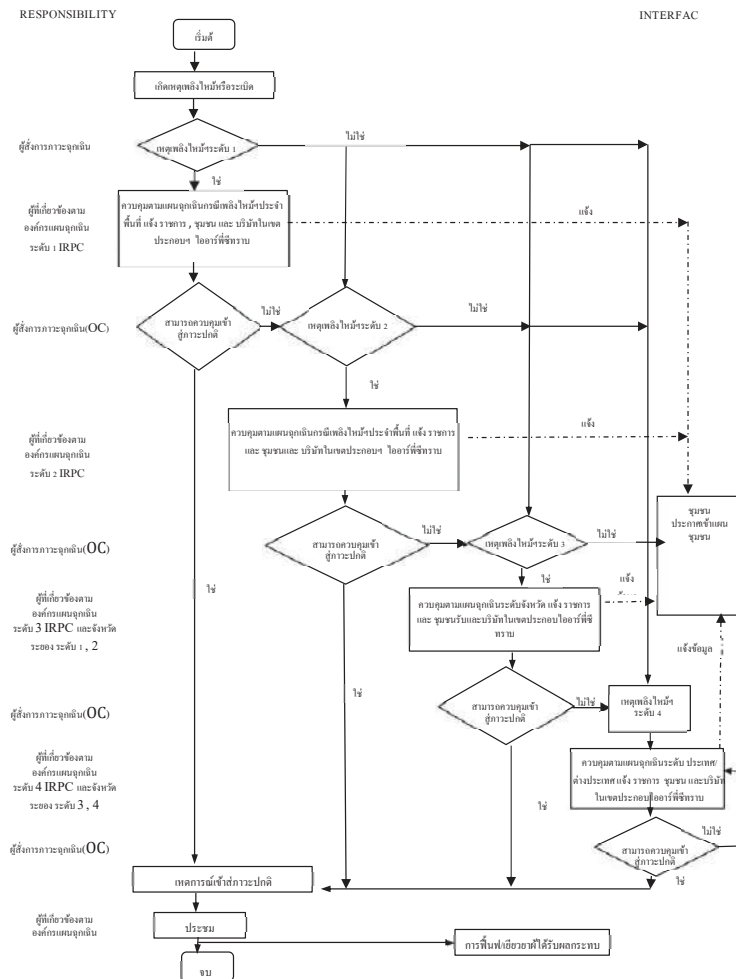 RESPONSIBILITY
INTERFAC
เริ่มต้
เกิดเหตุเพลิงไหม้หรือระเบิด
ผู้สั่งการภาวะฉุกเฉิน
เหตุเพลิงไหม้ฯระดับ 1
ไม่ใช่
ใช่
ผู้ที่เกี่ยวข้องตาม
องค์กรแผนฉุกเฉิน
ระดับ 1 IRPC
ควบคุมตามแผนฉุกเฉินกรณีเพลิงไหม้ฯประจำ
พื้นที่ แจ้ง ราชการ , ชุมชน และ บริษัทในเขต
ประกอบฯ ไออาร์พีซีทราบ
แจ้ง
ผู้สั่งการภาวะฉุกเฉิน(OC)
สามารถควบคุมเข้า
สู่ภาวะปกติ
ไม่ใช่
เหตุเพลิงไหม้ฯระดับ 2
ไม่ใช่
ใช่
ผู้ที่เกี่ยวข้องตาม
องค์กรแผนฉุกเฉิน
ระดับ 2 IRPC
ควบคุมตามแผนฉุกเฉินกรณีเพลิงไหม้ฯประจำพื้นที่ แจ้ง ราชการ
และ ชุมชนและ บริษัทในเขตประกอบฯ ไออาร์พีซีทราบ
แจ้ง
ชุมชน
ประกาศเข้าแผน
ชุมชน
ผู้สั่งการภาวะฉุกเฉิน(OC)
สามารถควบคุมเข้า
สู่ภาวะปกติ
ไม่ใช่
เหตุเพลิงไหม้ฯระดับ 3
ไม่ใช่
ใช่
ใช่
แจ้ง
ผู้ที่เกี่ยวข้องตาม
องค์กรแผนฉุกเฉิน
ระดับ 3 IRPC และจังหวัด
ระยอง ระดับ 1 , 2
ควบคุมตามแผนฉุกเฉินระดับจังหวัด แจ้ง ราชการ
และ ชุมชนรับและบริษัทในเขตประกอบไออาร์พีซี
ทราบ
แจ้งข้อมูล
ใช่
ผู้สั่งการภาวะฉุกเฉิน(OC)
สามารถควบคุมเข้า
สู่ภาวะปกติ
ไม่ใช่
เหตุเพลิงไหม้ฯ
ระดับ 4
ผู้ที่เกี่ยวข้องตาม
องค์กรแผนฉุกเฉิน
ระดับ 4 IRPC และจังหวัด
ระยอง ระดับ 3 , 4
ควบคุมตามแผนฉุกเฉินระดับ ประเทศ/
ต่างประเทศ แจ้ง ราชการ ชุมชน และบริษัท
ในเขตประกอบไออาร์พีซีทราบ
ใช่
ผู้สั่งการภาวะฉุกเฉิน(OC)
สามารถควบคุมเข้า
สู่ภาวะปกติ
ไม่ใช่
ใช่
เหตการณ์เข้าสู่ภาวะปกติ
ผู้ที่เกี่ยวข้องตาม
องค์กรแผนฉุกเฉิน
ประชม
การฟื้นฟ/เยียวยาผ้ได้รับผลกระทบ
จบ